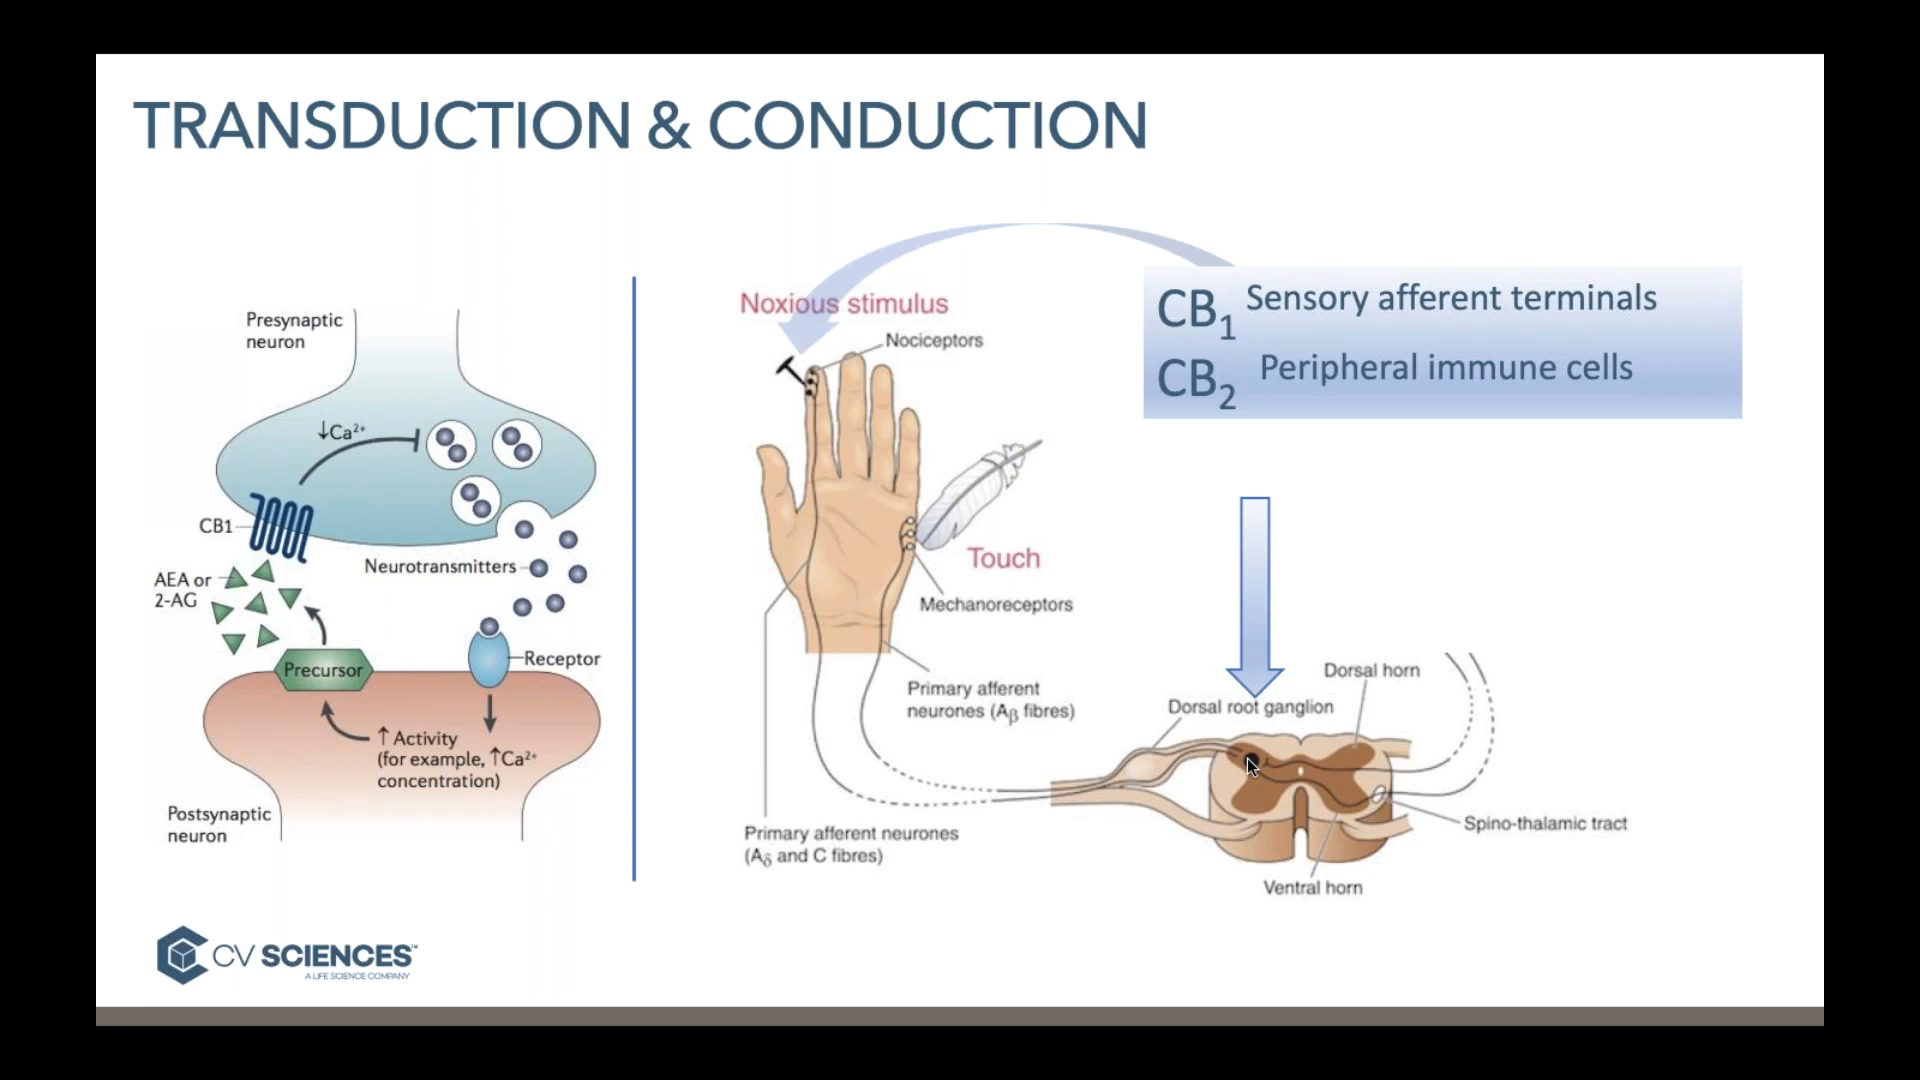 TRANSDUCTION & CONDUCTION
Presynaptic
neuron
↓Ca²⁺
CB1
AEA or
2-AG
Neurotransmitters
Precursor
Receptor
↑ Activity
(for example, ↑Ca²⁺
concentration)
Postsynaptic
neuron
Noxious stimulus
Nociceptors
Touch
Mechanoreceptors
Primary afferent
neurones (Aβ fibres)
Primary afferent neurones
(Aδ and C fibres)
CB₁ Sensory afferent terminals
CB₂ Peripheral immune cells
Dorsal horn
Dorsal root ganglion
Spino-thalamic tract
Ventral horn
CV SCIENCES™
A LIFE SCIENCE COMPANY